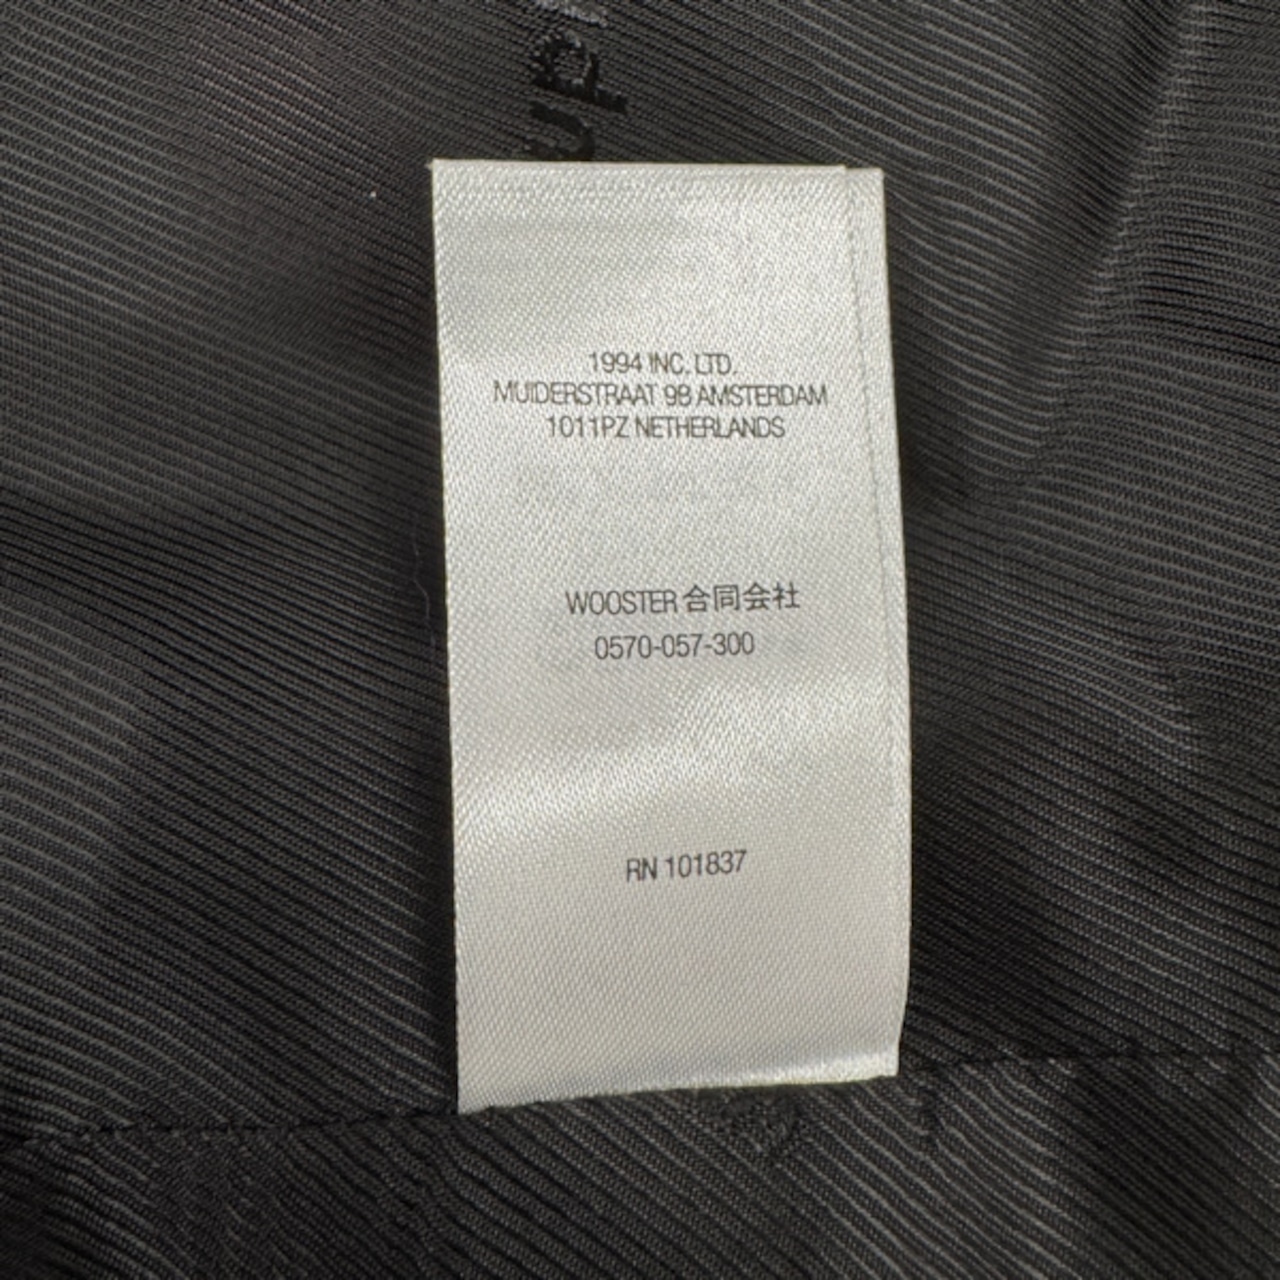 1994 INC. LTD.
MUIDERSTRAAT 9B AMSTERDAM
1011PZ NETHERLANDS
WOOSTER 合同会社
0570-057-300
RN 101837